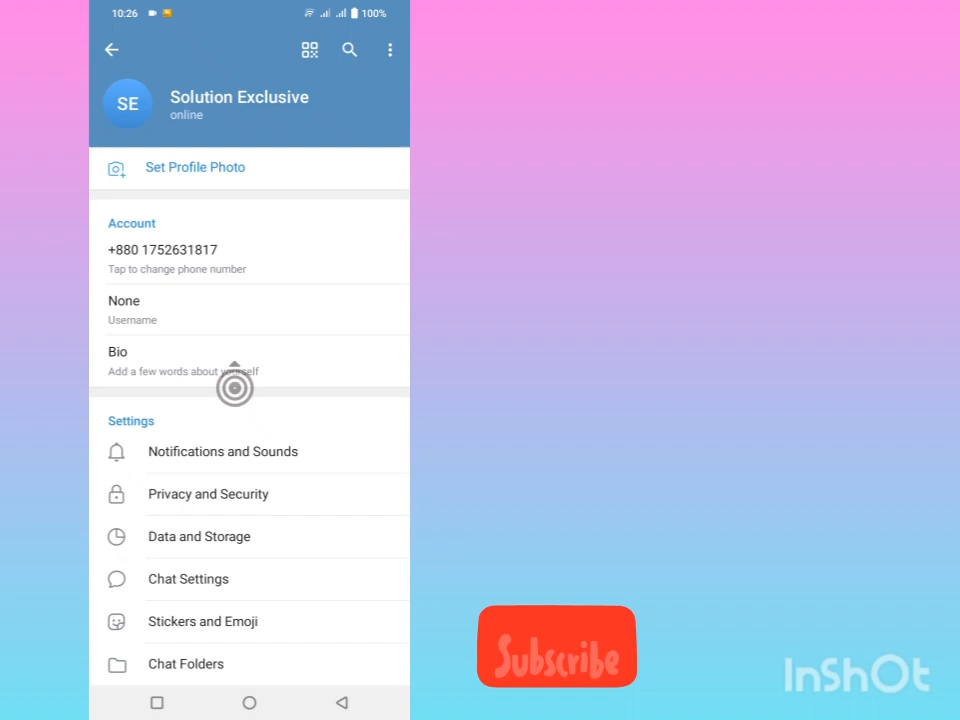 10:26 100%
SE
Solution Exclusive
online
Set Profile Photo
Account
+880 1752631817
Tap to change phone number
None
Username
Bio
Add a few words about yourself
Settings
Notifications and Sounds
Privacy and Security
Data and Storage
Chat Settings
Stickers and Emoji
Chat Folders
Subscribe
InShOt